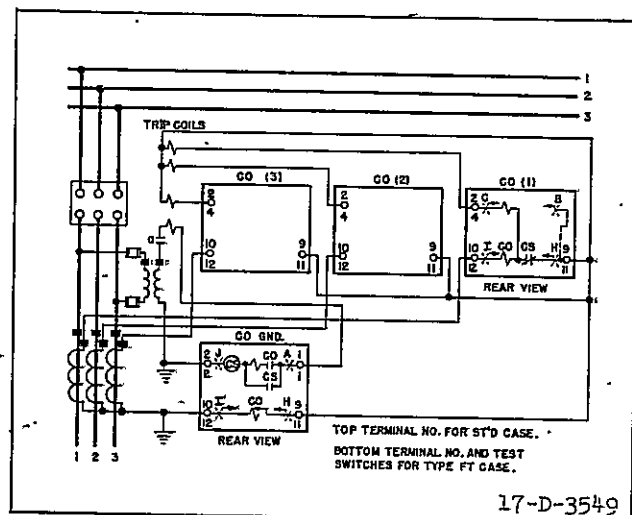 1
2
3
TRIP COILS
CO (3)
CO (2)
CO (1)
2
4
10
12
9
11
2
4
10
12
9
11
2
4
G
B
10
12
I
CO
CS
H
9
11
REAR VIEW
a
CO GND.
2
2
J
CO
CS
A
1
1
10
12
I
CO
H
9
11
REAR VIEW
1 2 3
TOP TERMINAL NO. FOR ST'D CASE.
BOTTOM TERMINAL NO. AND TEST
SWITCHES FOR TYPE FT CASE.
17-D-3549